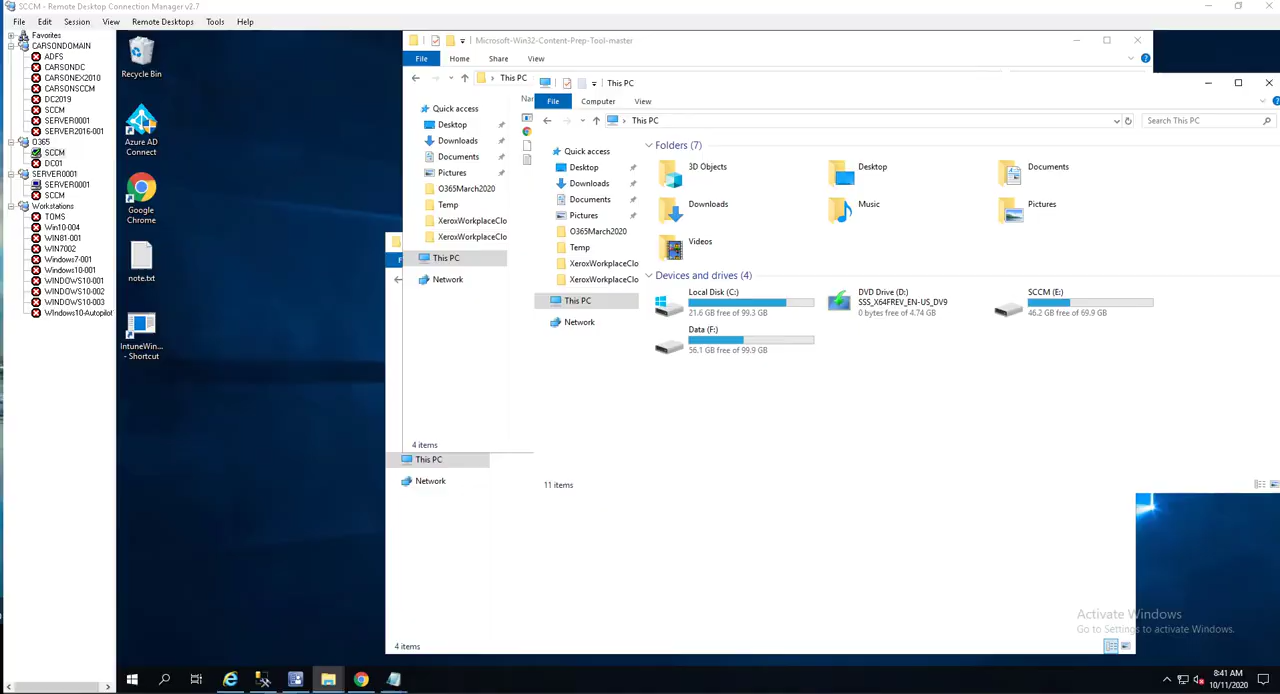 SCCM - Remote Desktop Connection Manager v2.7
File Edit Session View Remote Desktops Tools Help
Favorites
CARSONDOMAIN
ADFS
CARSONDC
CARSONEX2010
CARSONSCCM
DC2019
SCCM
SERVER0001
SERVER2016-001
O365
SCCM
DC01
SERVER0001
SERVER0001
SCCM
Workstations
TOMS
Win10-004
WIN81-001
WIN7002
Windows7-001
Windows10-001
WINDOWS10-001
WINDOWS10-002
WINDOWS10-003
Windows10-Autopilot
Recycle Bin
Azure AD
Connect
Google
Chrome
note.txt
IntuneWin...
- Shortcut
Microsoft-Win32-Content-Prep-Tool-master
File Home Share View
This PC
Quick access
Desktop
Downloads
Documents
Pictures
O365March2020
Temp
XeroxWorkplaceClo
XeroxWorkplaceClo
This PC
Network
4 items
This PC
Network
4 items
This PC
File Computer View
This PC
Search This PC
Quick access
Desktop
Downloads
Documents
Pictures
O365March2020
Temp
XeroxWorkplaceClo
XeroxWorkplaceClo
This PC
Network
Folders (7)
3D Objects
Desktop
Documents
Downloads
Music
Pictures
Videos
Devices and drives (4)
Local Disk (C:)
21.6 GB free of 99.3 GB
DVD Drive (D:)
SSS_X64FREV_EN-US_DV9
0 bytes free of 4.74 GB
SCCM (E:)
46.2 GB free of 69.9 GB
Data (F:)
56.1 GB free of 99.9 GB
11 items
Activate Windows
Go to Settings to activate Windows.
8:41 AM
10/11/2020